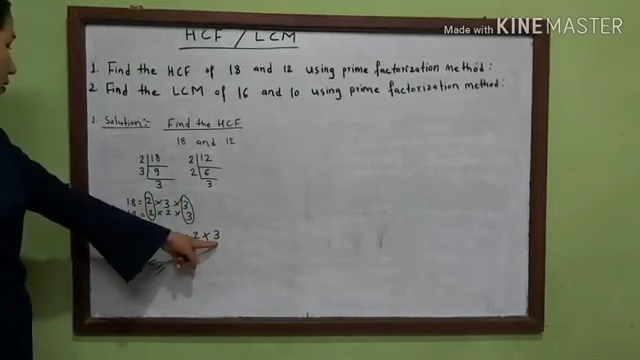 Made with KINEMASTER
HCF / LCM
1. Find the HCF of 18 and 12 using prime factorization method:
2 Find the LCM of 16 and 10 using prime factorization method:
1. Solution:- Find the HCF
18 and 12
2 18 2 12
3 9 2 6
3 3
18 = 2 × 3 × 3
= 2 × 2 × 3
2 × 3